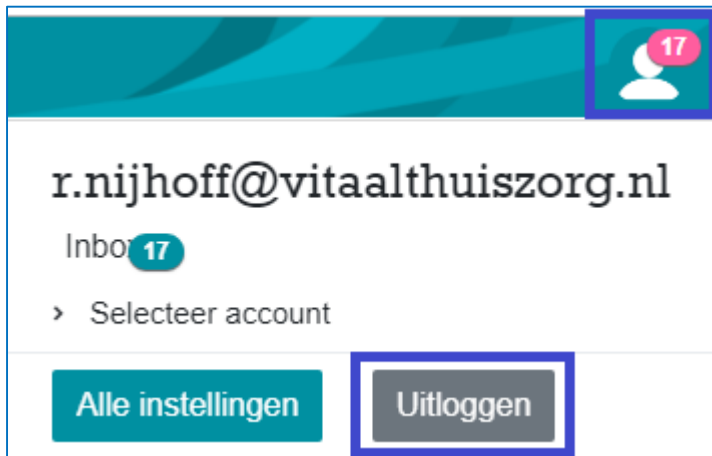 17
r.nijhoff@vitaalthuiszorg.nl
Inbo 17
Selecteer account
Alle instellingen Uitloggen